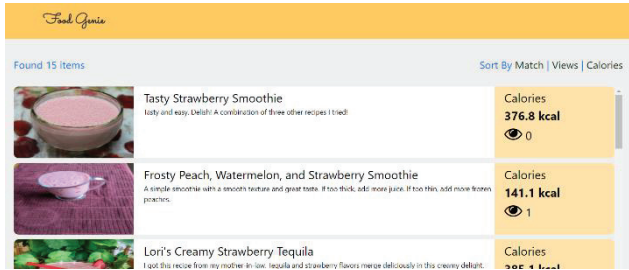 Food Genie
Found 15 items
Sort By Match | Views | Calories
Tasty Strawberry Smoothie
Tasty and easy. Delish! A combination of three other recipes I tried!
Calories
376.8 kcal
0
Frosty Peach, Watermelon, and Strawberry Smoothie
A simple smoothie with a smooth texture and great taste. If too thick, add more juice. If too thin, add more frozen
peaches.
Calories
141.1 kcal
1
Lori's Creamy Strawberry Tequila
I got this recipe from my mother-in-law. Tequila and strawberry flavors merge deliciously in this creamy delight.
Calories
385.1 kcal